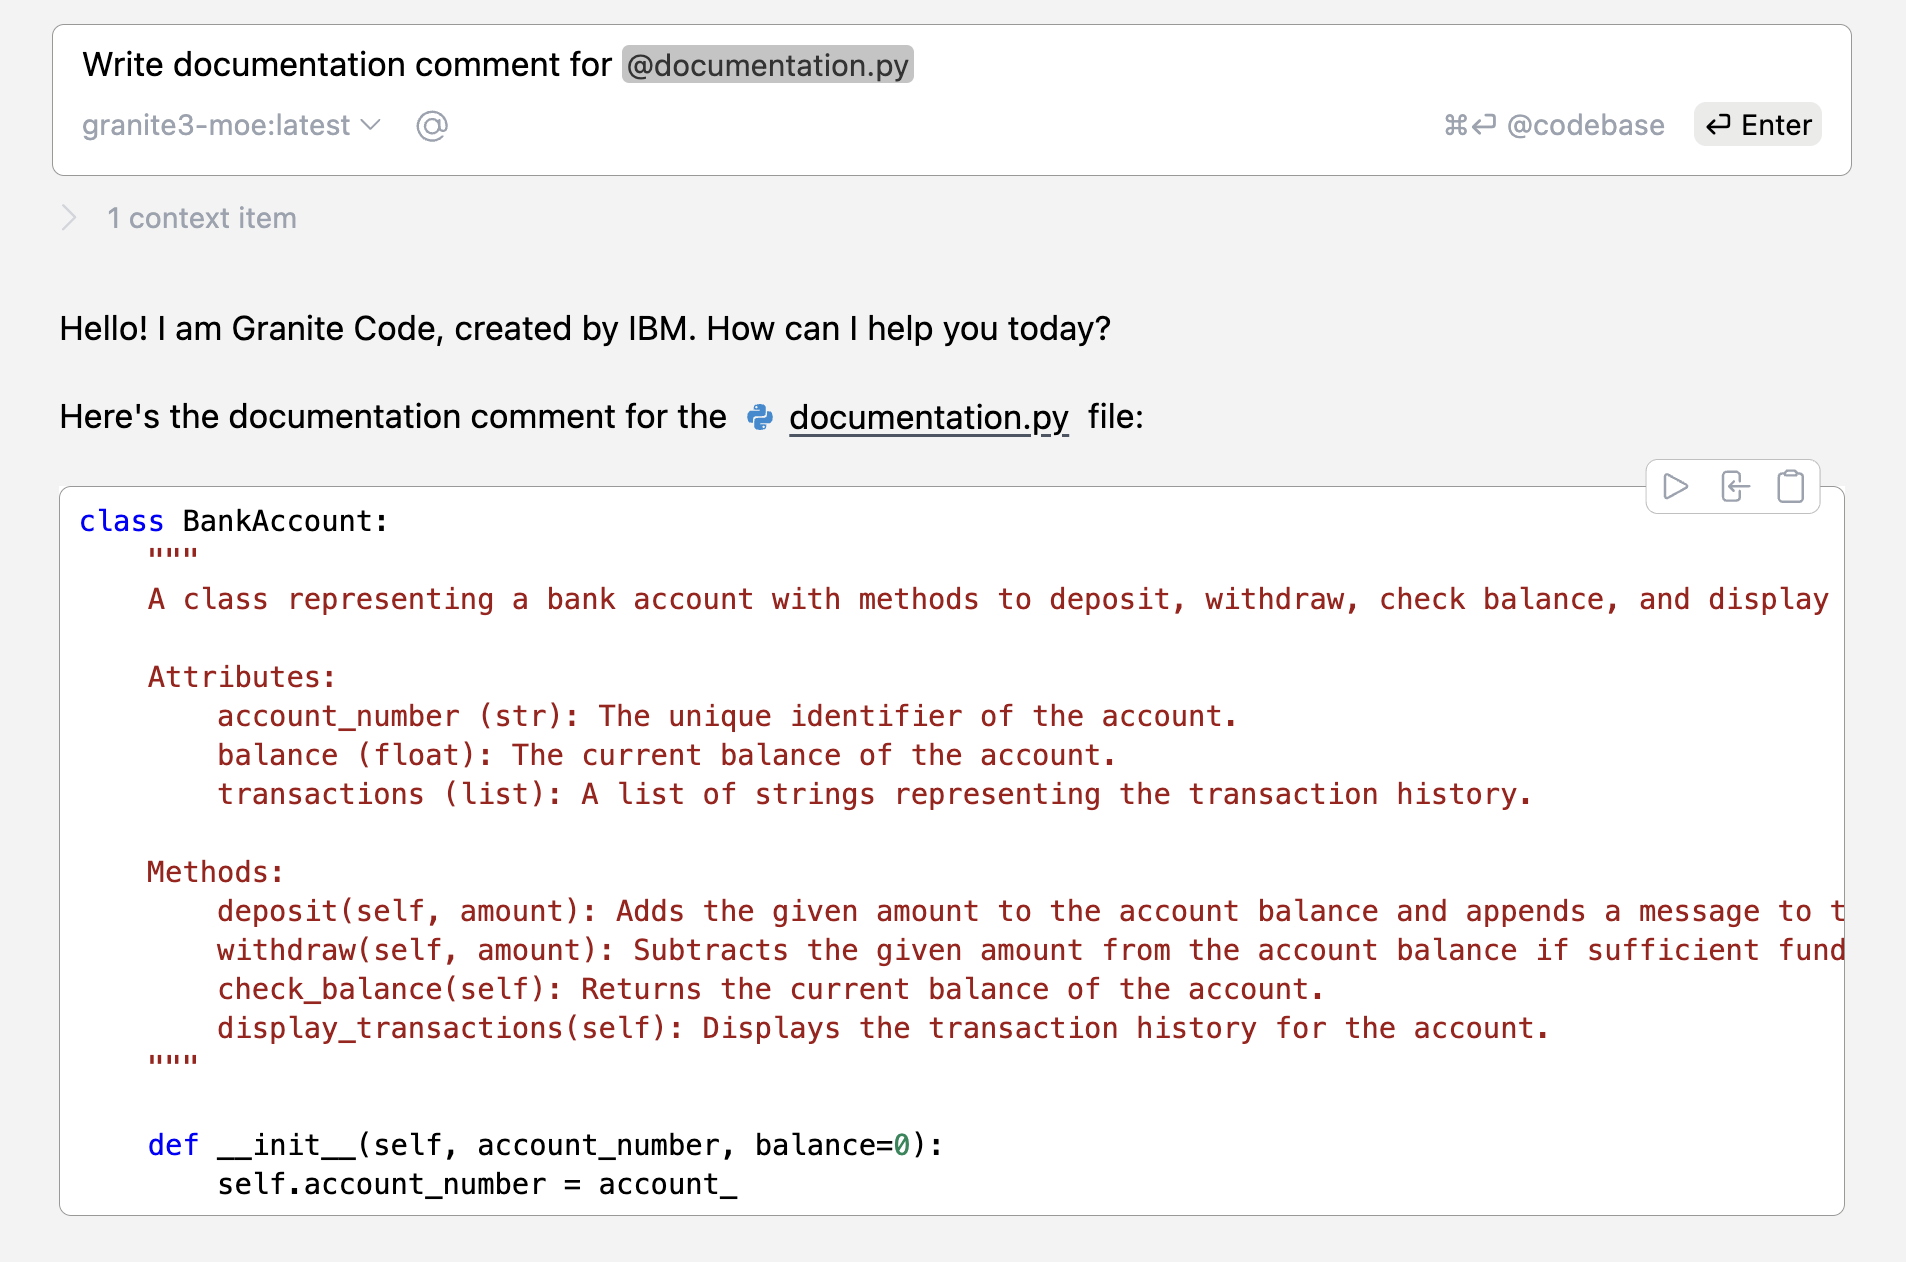 Write documentation comment for @documentation.py
granite3-moe:latest @ ⌘⏎ @codebase ⏎ Enter
1 context item
Hello! I am Granite Code, created by IBM. How can I help you today?
Here's the documentation comment for the documentation.py file:
class BankAccount:
    """
    A class representing a bank account with methods to deposit, withdraw, check balance, and display
    Attributes:
        account_number (str): The unique identifier of the account.
        balance (float): The current balance of the account.
        transactions (list): A list of strings representing the transaction history.
    Methods:
        deposit(self, amount): Adds the given amount to the account balance and appends a message to t
        withdraw(self, amount): Subtracts the given amount from the account balance if sufficient fund
        check_balance(self): Returns the current balance of the account.
        display_transactions(self): Displays the transaction history for the account.
    """
    def __init__(self, account_number, balance=0):
        self.account_number = account_